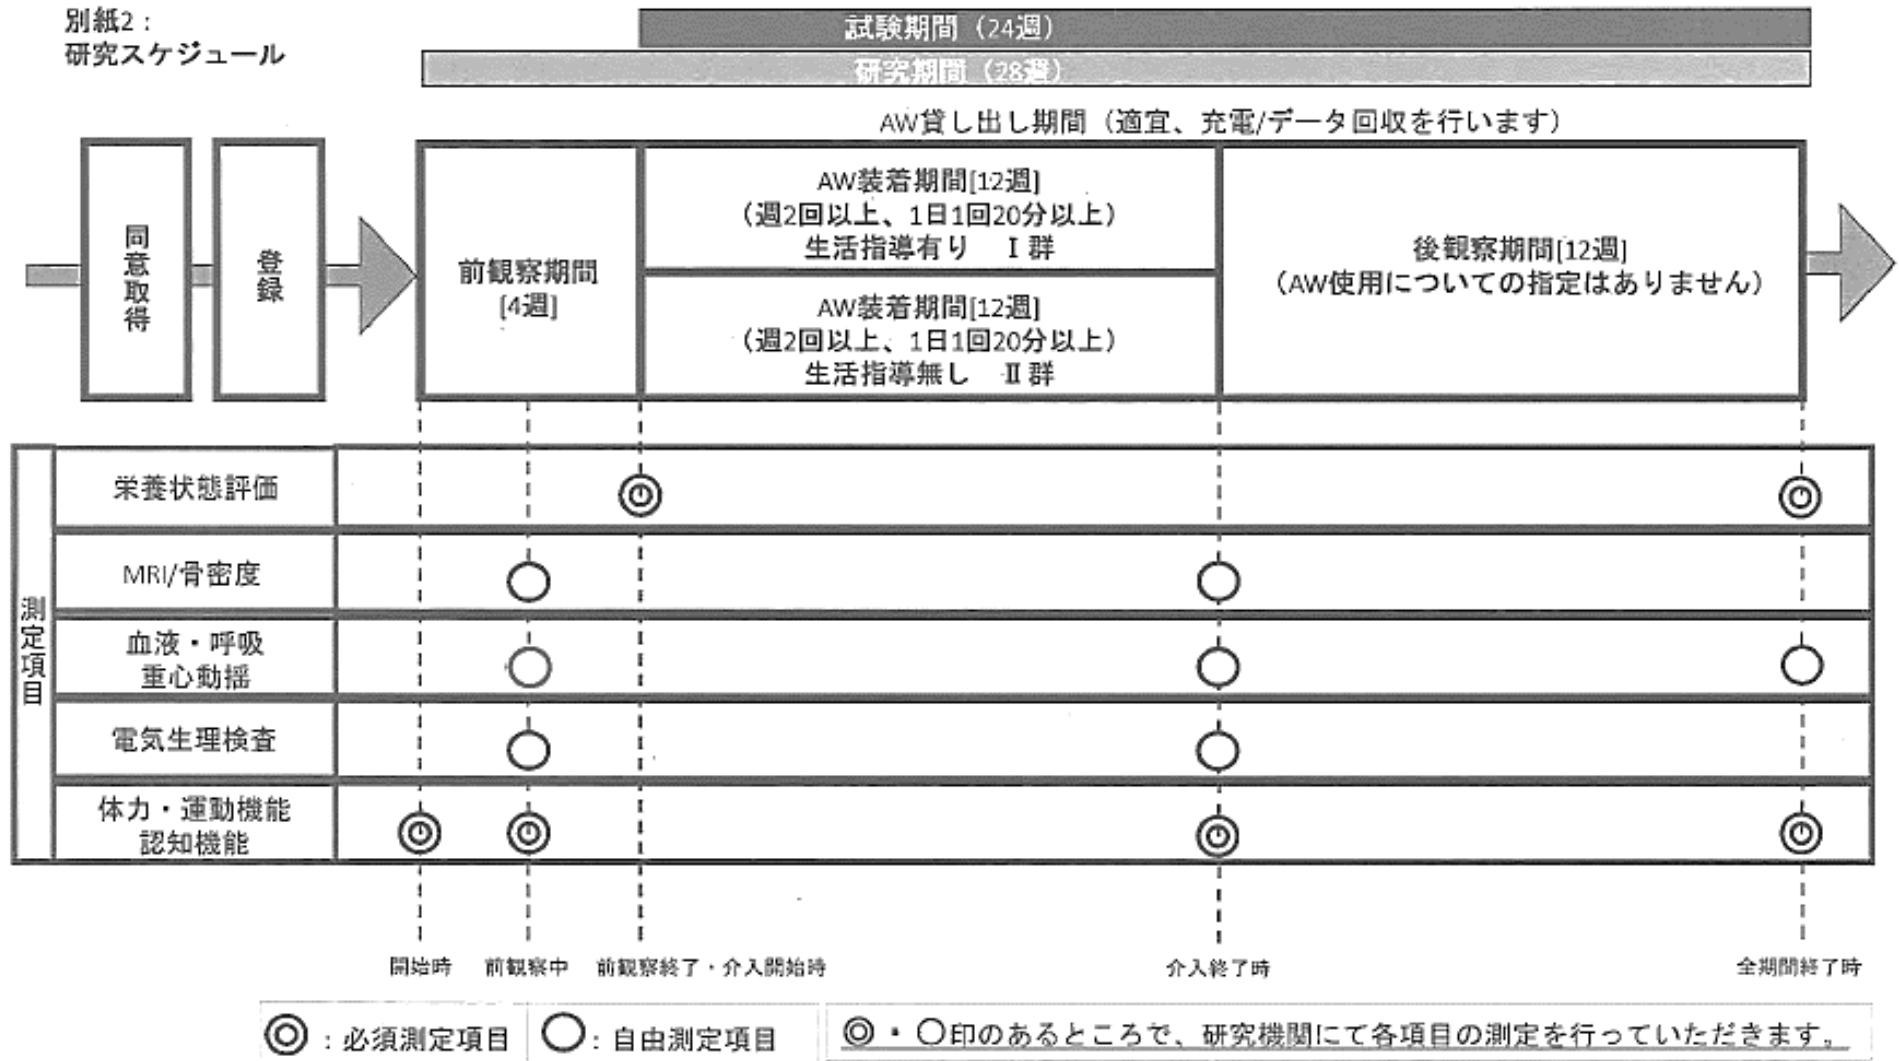 別紙2：
研究スケジュール
試験期間（24週）
研究期間（28週）
AW貸し出し期間（適宜、充電/データ回収を行います）
同意取得
登録
前観察期間
[4週]
AW装着期間[12週]
（週2回以上、1日1回20分以上）
生活指導有り　Ⅰ群
AW装着期間[12週]
（週2回以上、1日1回20分以上）
生活指導無し　Ⅱ群
後観察期間[12週]
（AW使用についての指定はありません）
測定項目
栄養状態評価
MRI/骨密度
血液・呼吸
重心動揺
電気生理検査
体力・運動機能
認知機能
開始時
前観察中
前観察終了・介入開始時
介入終了時
全期間終了時
◎：必須測定項目
○：自由測定項目
◎・○印のあるところで、研究機関にて各項目の測定を行っていただきます。